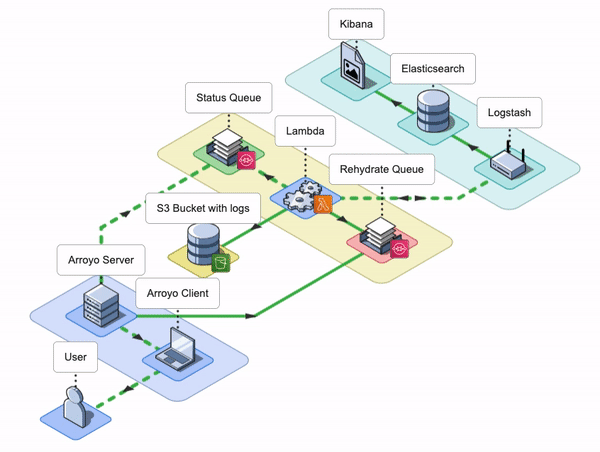 Kibana
Elasticsearch
Logstash
Status Queue
Lambda
Rehydrate Queue
S3 Bucket with logs
Arroyo Server
Arroyo Client
User